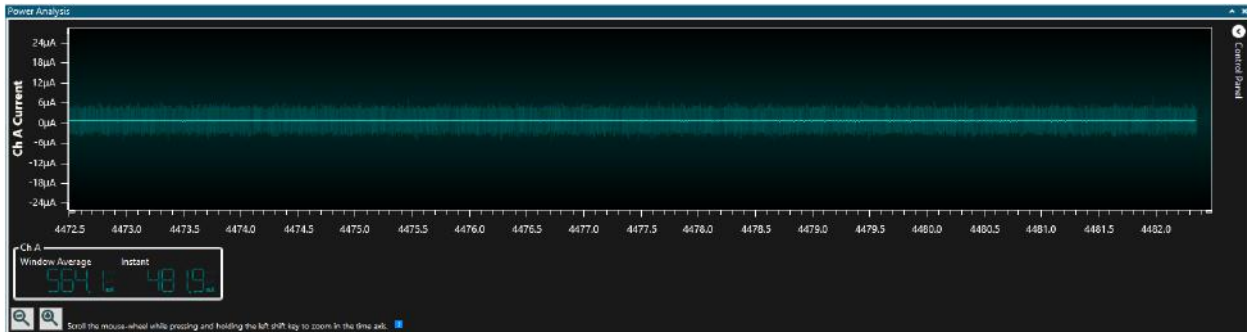 Power Analysis
Ch A Current
24µA
18µA
12µA
6µA
0µA
-6µA
-12µA
-18µA
-24µA
4472.5 4473.0 4473.5 4474.0 4474.5 4475.0 4475.5 4476.0 4476.5 4477.0 4477.5 4478.0 4478.5 4479.0 4479.5 4480.0 4480.5 4481.0 4481.5 4482.0
Control Panel
Ch A
Window Average Instant
564.1 481.9
Scroll the mouse-wheel while pressing and holding the left shift key to zoom in the time axis.